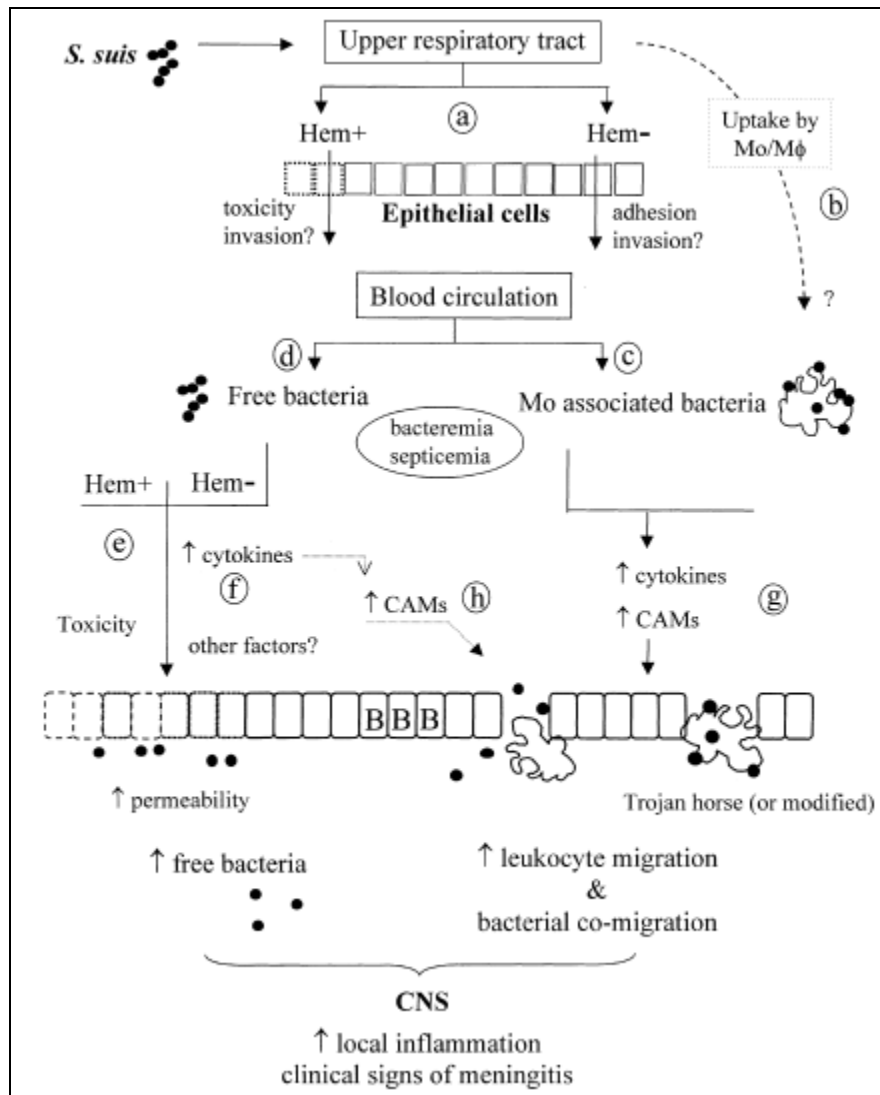 S. suis
Upper respiratory tract
a
Hem+
Hem-
Uptake by
Mo/Mϕ
b
toxicity
invasion?
Epithelial cells
adhesion
invasion?
?
Blood circulation
d
c
Free bacteria
Mo associated bacteria
bacteremia
septicemia
Hem+
Hem-
e
↑ cytokines
f
↑ CAMs
h
↑ cytokines
↑ CAMs
g
Toxicity
other factors?
B B B
↑ permeability
Trojan horse (or modified)
↑ free bacteria
↑ leukocyte migration
&
bacterial co-migration
CNS
↑ local inflammation
clinical signs of meningitis